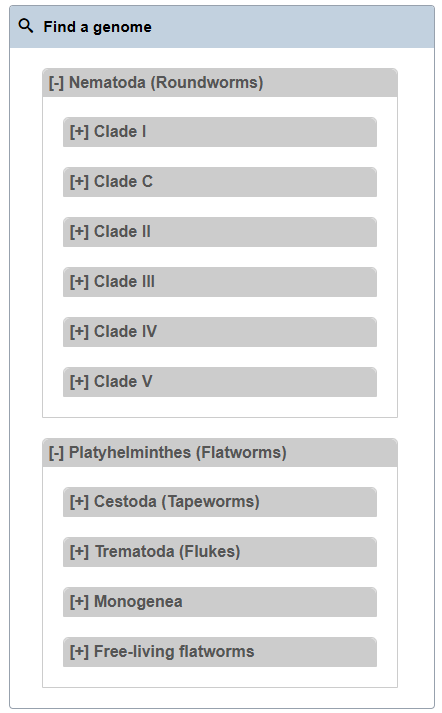 Find a genome
[-] Nematoda (Roundworms)
[+] Clade I
[+] Clade C
[+] Clade II
[+] Clade III
[+] Clade IV
[+] Clade V
[-] Platyhelminthes (Flatworms)
[+] Cestoda (Tapeworms)
[+] Trematoda (Flukes)
[+] Monogenea
[+] Free-living flatworms